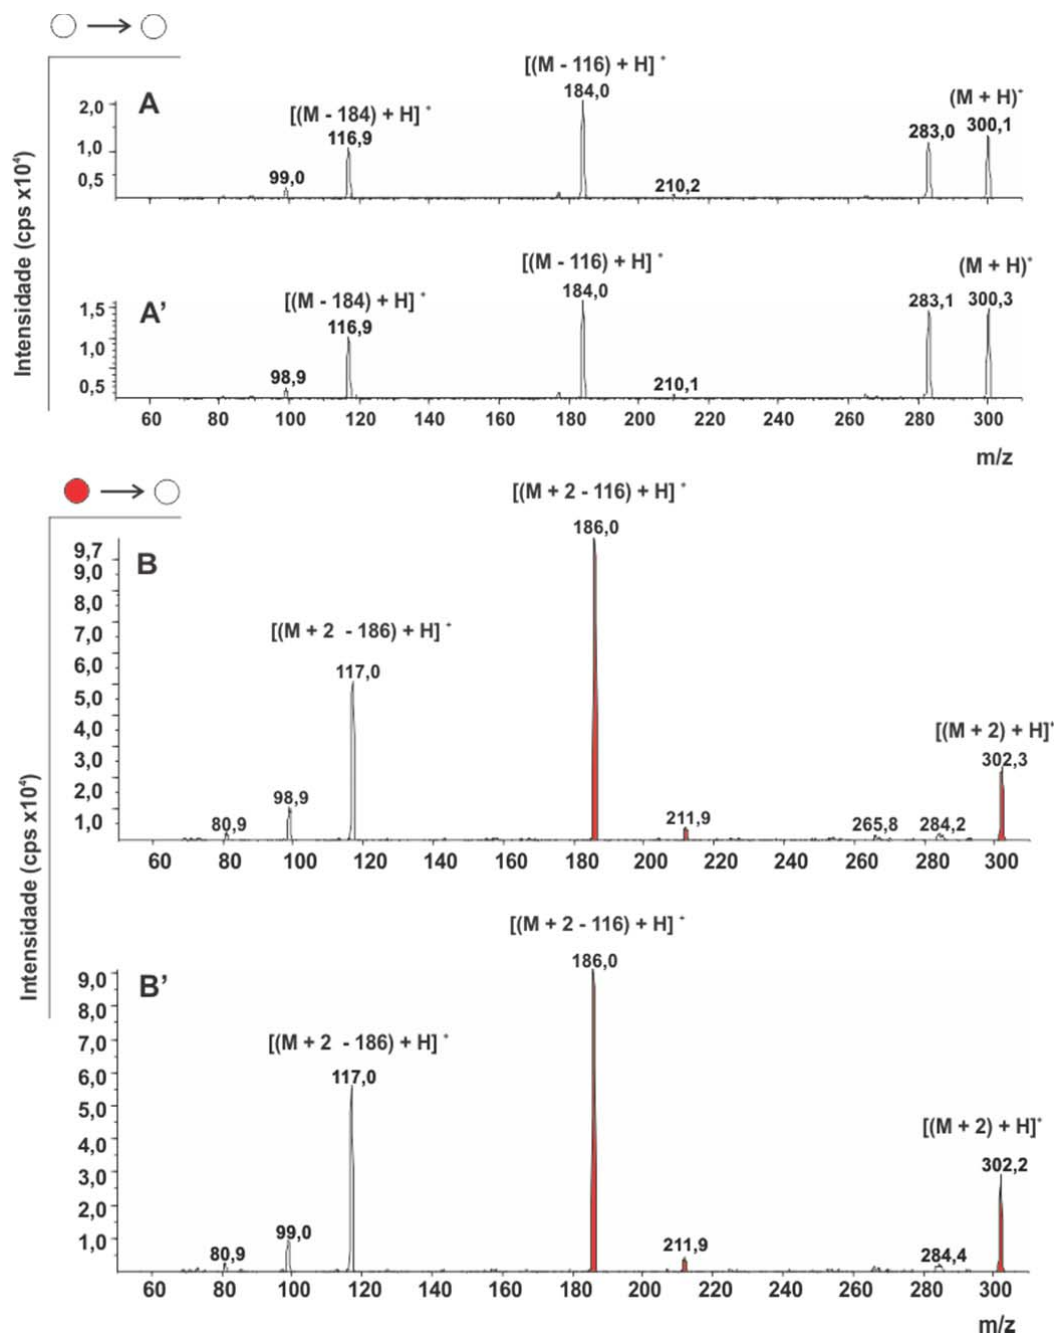 Intensidade (cps x10⁴)
A
[(M - 116) + H] ⁺
184,0
(M + H)⁺
[(M - 184) + H] ⁺
116,9
283,0
300,1
99,0
210,2
2,0
1,0
0,5
A'
[(M - 116) + H] ⁺
184,0
(M + H)⁺
[(M - 184) + H] ⁺
116,9
283,1
300,3
98,9
210,1
1,5
1,0
0,5
60 80 100 120 140 160 180 200 220 240 260 280 300
m/z
Intensidade (cps x10⁴)
B
[(M + 2 - 116) + H] ⁺
186,0
[(M + 2 - 186) + H] ⁺
117,0
[(M + 2) + H]⁺
302,3
80,9
98,9
211,9
265,8
284,2
9,7
9,0
8,0
7,0
6,0
5,0
4,0
3,0
2,0
1,0
60 80 100 120 140 160 180 200 220 240 260 280 300
B'
[(M + 2 - 116) + H] ⁺
186,0
[(M + 2 - 186) + H] ⁺
117,0
[(M + 2) + H]⁺
302,2
80,9
99,0
211,9
284,4
9,0
8,0
7,0
6,0
5,0
4,0
3,0
2,0
1,0
60 80 100 120 140 160 180 200 220 240 260 280 300
m/z